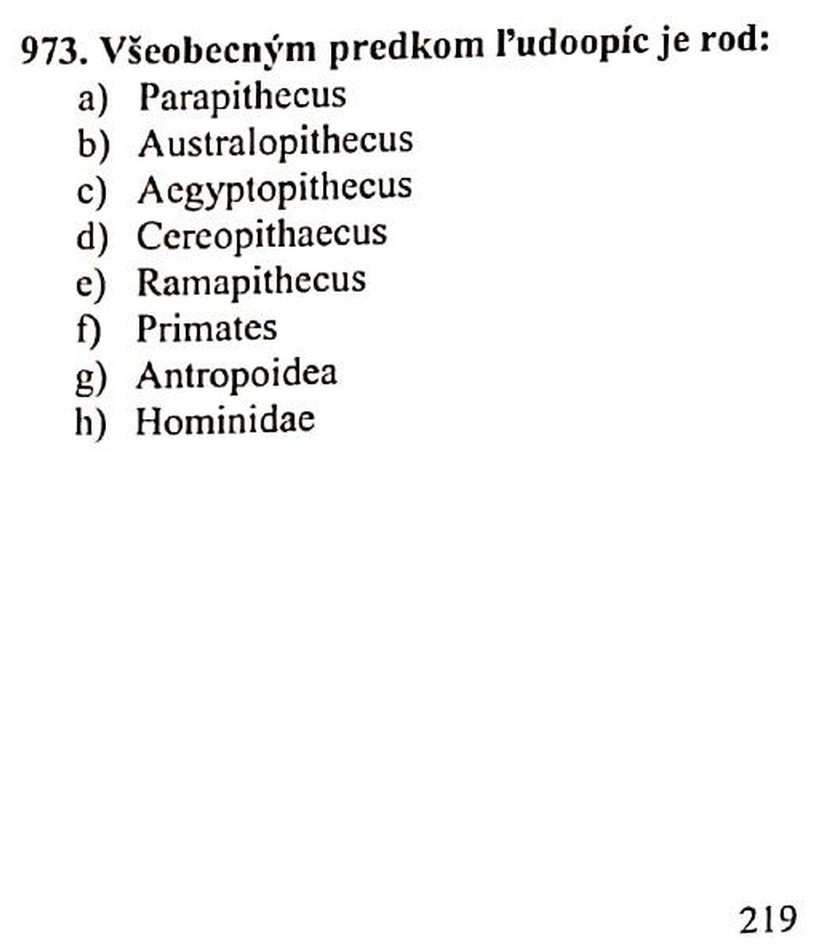 973. Všeobecným predkom ľudoopíc je rod:
a) Parapithecus
b) Australopithecus
c) Aegyptopithecus
d) Cereopithaecus
e) Ramapithecus
f) Primates
g) Antropoidea
h) Hominidae
219